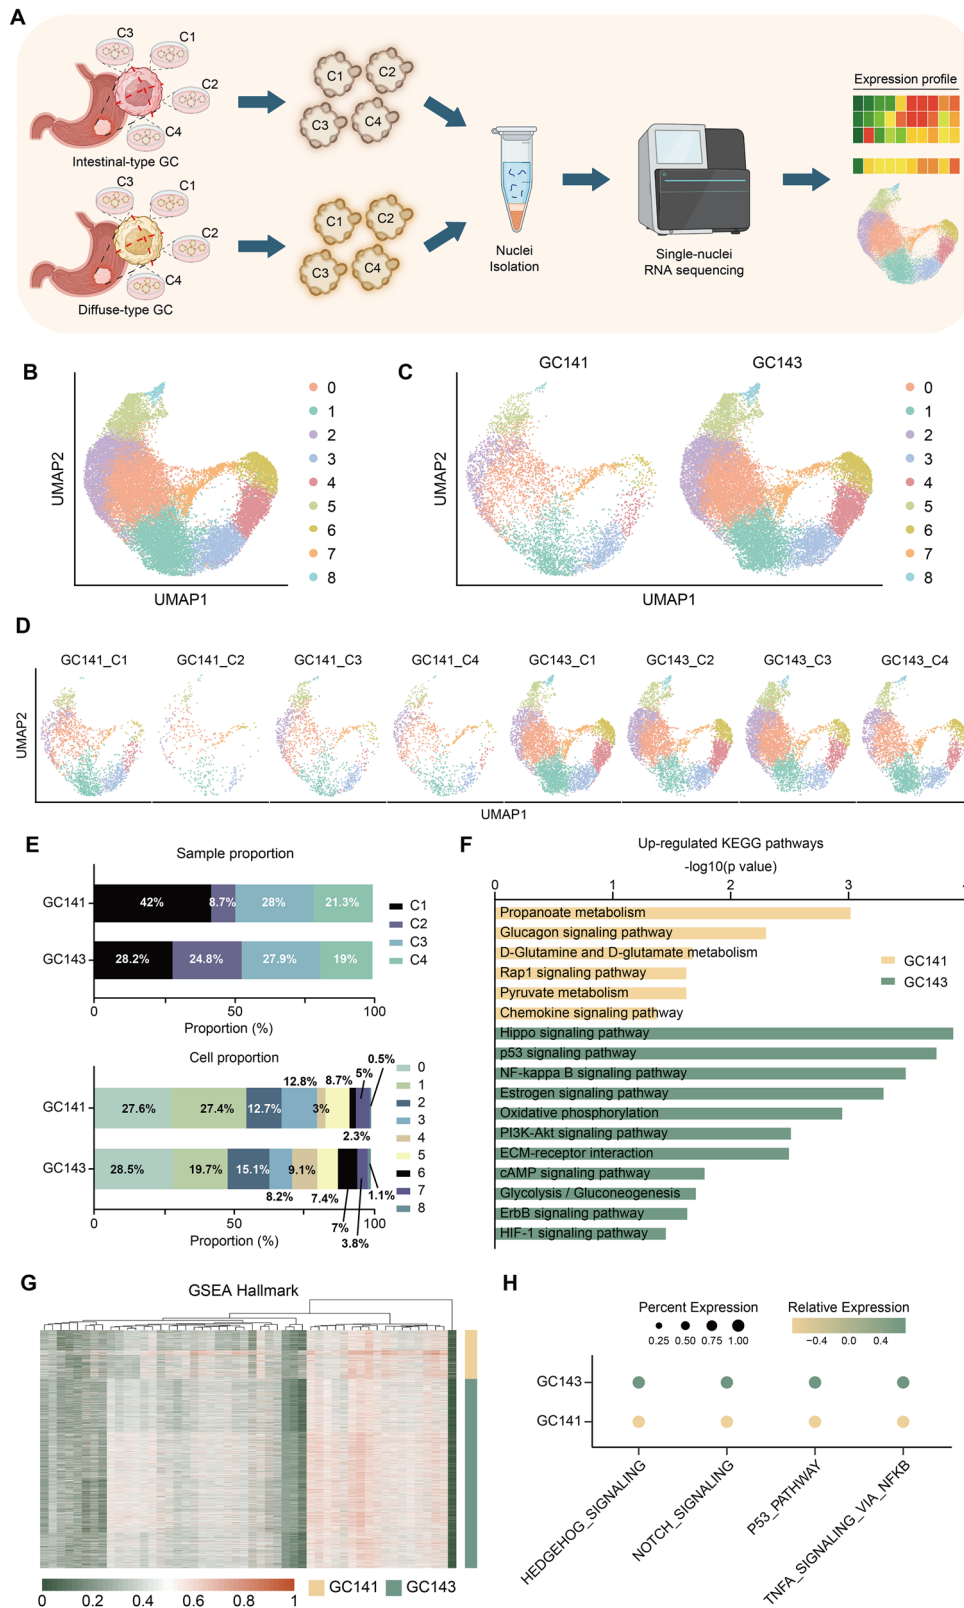 A
C3
C1
C2
C4
Intestinal-type GC
C3
C1
C2
C4
Diffuse-type GC
C1
C2
C3
C4
C1
C2
C3
C4
Nuclei
Isolation
Single-nuclei
RNA sequencing
Expression profile
B
UMAP2
UMAP1
0
1
2
3
4
5
6
7
8
C
GC141
GC143
UMAP2
UMAP1
0
1
2
3
4
5
6
7
8
D
GC141_C1
GC141_C2
GC141_C3
GC141_C4
GC143_C1
GC143_C2
GC143_C3
GC143_C4
UMAP2
UMAP1
E
Sample proportion
GC141
42%
8.7%
28%
21.3%
GC143
28.2%
24.8%
27.9%
19%
0
50
100
Proportion (%)
C1
C2
C3
C4
Cell proportion
GC141
27.6%
27.4%
12.7%
12.8%
3%
8.7%
2.3%
5%
0.5%
GC143
28.5%
19.7%
15.1%
8.2%
9.1%
7.4%
7%
3.8%
1.1%
0
50
100
Proportion (%)
0
1
2
3
4
5
6
7
8
F
Up-regulated KEGG pathways
-log10(p value)
0
1
2
3
Propanoate metabolism
Glucagon signaling pathway
D-Glutamine and D-glutamate metabolism
Rap1 signaling pathway
Pyruvate metabolism
Chemokine signaling pathway
Hippo signaling pathway
p53 signaling pathway
NF-kappa B signaling pathway
Estrogen signaling pathway
Oxidative phosphorylation
PI3K-Akt signaling pathway
ECM-receptor interaction
cAMP signaling pathway
Glycolysis / Gluconeogenesis
ErbB signaling pathway
HIF-1 signaling pathway
GC141
GC143
G
GSEA Hallmark
0
0.2
0.4
0.6
0.8
1
GC141
GC143
H
Percent Expression
0.25
0.50
0.75
1.00
Relative Expression
−0.4
0.0
0.4
GC143
GC141
HEDGEHOG_SIGNALING
NOTCH_SIGNALING
P53_PATHWAY
TNFA_SIGNALING_VIA_NFKB